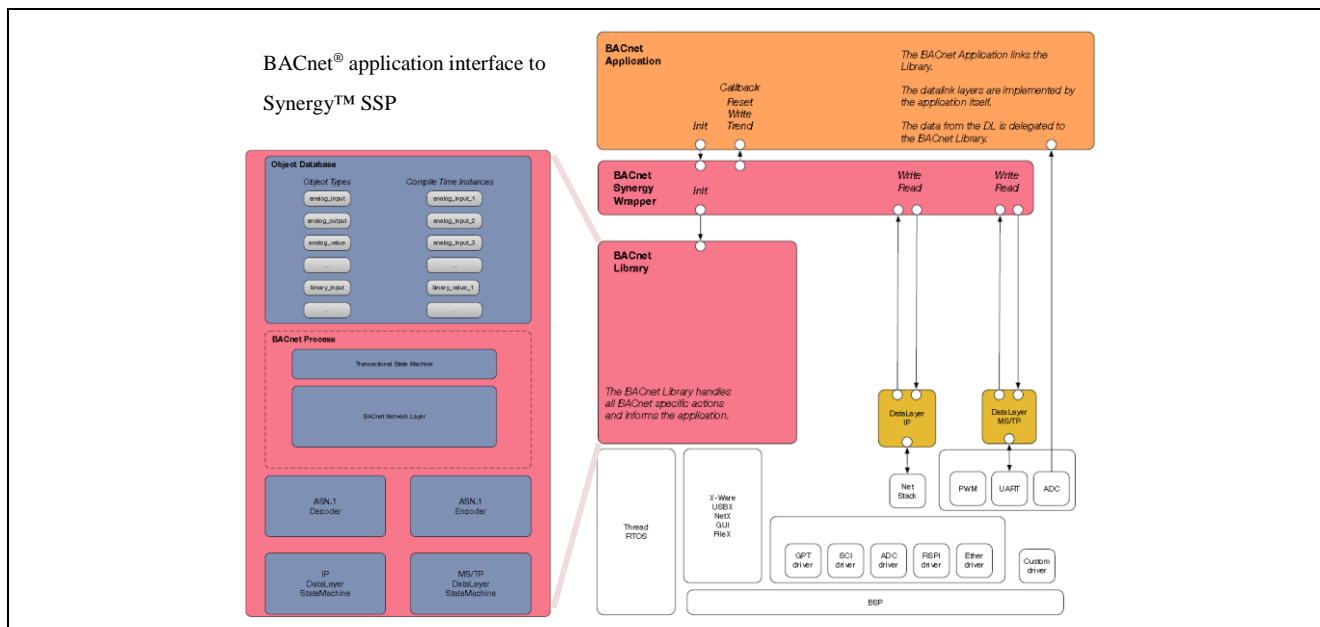 BACnet® application interface to
Synergy™ SSP
Object Database
Object Types
Compile Time Instances
analog_input
analog_input_1
analog_output
analog_input_2
analog_value
analog_input_3
...
...
binary_input
binary_value_1
...
...
BACnet Process
Transactional State Machine
BACnet Network Layer
ASN.1
Decoder
ASN.1
Encoder
IP
DataLayer
StateMachine
MS/TP
DataLayer
StateMachine
BACnet
Application
Init
Callback
Reset
Write
Trend
The BACnet Application links the
Library.
The datalink layers are implemented by
the application itself.
The data from the DL is delegated to
the BACnet Library.
BACnet
Synergy
Wrapper
Init
Write
Read
Write
Read
BACnet
Library
The BACnet Library handles
all BACnet specific actions
and informs the application.
DataLayer
IP
DataLayer
MS/TP
Net
Stack
PWM
UART
ADC
Thread
RTOS
X-Ware
USBX
NetX
GUI
FileX
GPT
driver
SCI
driver
ADC
driver
RSPI
driver
Ether
driver
Custom
driver
BSP